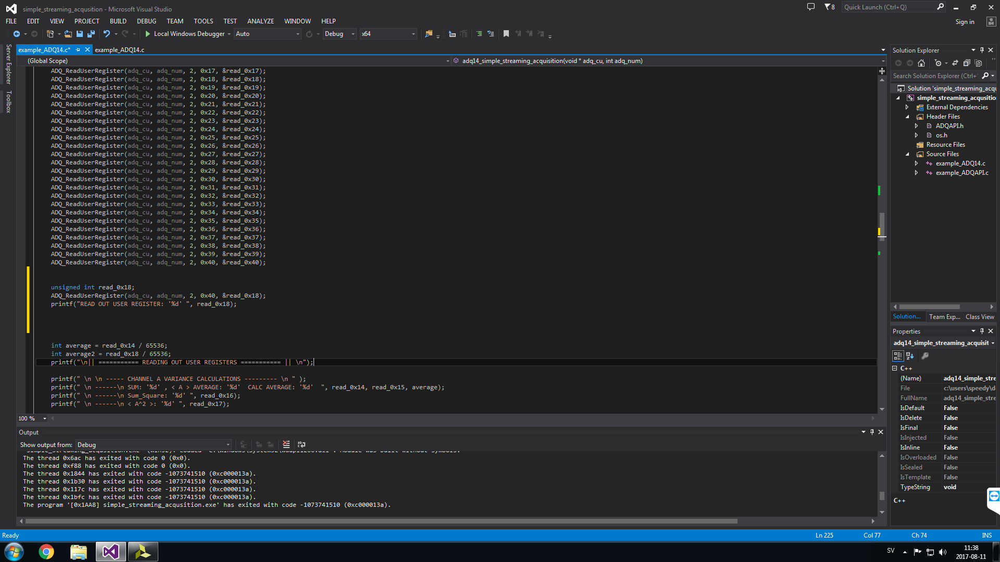 simple_streaming_acqusition - Microsoft Visual Studio
8
Quick Launch (Ctrl+Q)
FILE EDIT VIEW PROJECT BUILD DEBUG TEAM TOOLS TEST ANALYZE WINDOW HELP
Sign in
Local Windows Debugger Auto Debug x64
Server Explorer
Toolbox
example_ADQ14.c* example_ADQ14.c
(Global Scope) adq14_simple_streaming_acquisition(void * adq_cu, int adq_num)
ADQ_ReadUserRegister(adq_cu, adq_num, 2, 0x17, &read_0x17);
ADQ_ReadUserRegister(adq_cu, adq_num, 2, 0x18, &read_0x18);
ADQ_ReadUserRegister(adq_cu, adq_num, 2, 0x19, &read_0x19);
ADQ_ReadUserRegister(adq_cu, adq_num, 2, 0x20, &read_0x20);
ADQ_ReadUserRegister(adq_cu, adq_num, 2, 0x21, &read_0x21);
ADQ_ReadUserRegister(adq_cu, adq_num, 2, 0x22, &read_0x22);
ADQ_ReadUserRegister(adq_cu, adq_num, 2, 0x23, &read_0x23);
ADQ_ReadUserRegister(adq_cu, adq_num, 2, 0x24, &read_0x24);
ADQ_ReadUserRegister(adq_cu, adq_num, 2, 0x25, &read_0x25);
ADQ_ReadUserRegister(adq_cu, adq_num, 2, 0x26, &read_0x26);
ADQ_ReadUserRegister(adq_cu, adq_num, 2, 0x27, &read_0x27);
ADQ_ReadUserRegister(adq_cu, adq_num, 2, 0x28, &read_0x28);
ADQ_ReadUserRegister(adq_cu, adq_num, 2, 0x29, &read_0x29);
ADQ_ReadUserRegister(adq_cu, adq_num, 2, 0x30, &read_0x30);
ADQ_ReadUserRegister(adq_cu, adq_num, 2, 0x31, &read_0x31);
ADQ_ReadUserRegister(adq_cu, adq_num, 2, 0x32, &read_0x32);
ADQ_ReadUserRegister(adq_cu, adq_num, 2, 0x33, &read_0x33);
ADQ_ReadUserRegister(adq_cu, adq_num, 2, 0x34, &read_0x34);
ADQ_ReadUserRegister(adq_cu, adq_num, 2, 0x35, &read_0x35);
ADQ_ReadUserRegister(adq_cu, adq_num, 2, 0x36, &read_0x36);
ADQ_ReadUserRegister(adq_cu, adq_num, 2, 0x37, &read_0x37);
ADQ_ReadUserRegister(adq_cu, adq_num, 2, 0x38, &read_0x38);
ADQ_ReadUserRegister(adq_cu, adq_num, 2, 0x39, &read_0x39);
ADQ_ReadUserRegister(adq_cu, adq_num, 2, 0x40, &read_0x40);
unsigned int read_0x18;
ADQ_ReadUserRegister(adq_cu, adq_num, 2, 0x40, &read_0x18);
printf("READ OUT USER REGISTER: '%d' ", read_0x18);
int average = read_0x14 / 65536;
int average2 = read_0x18 / 65536;
printf("\n|| =========== READING OUT USER REGISTERS =========== || \n");
printf(" \n \n ----- CHANNEL A VARIANCE CALCULATIONS --------- \n " );
printf(" \n ------\n SUM: '%d' , < A > AVERAGE: '%d'  CALC AVERAGE: '%d'  ", read_0x14, read_0x15, average);
printf(" \n ------\n Sum_Square: '%d' ", read_0x16);
printf(" \n ------\n < A^2 >: '%d' ", read_0x17);
100 %
Output
Show output from: Debug
The thread 0x6ac has exited with code 0 (0x0).
The thread 0xf88 has exited with code 0 (0x0).
The thread 0x1844 has exited with code -1073741510 (0xc000013a).
The thread 0x1b30 has exited with code -1073741510 (0xc000013a).
The thread 0x117c has exited with code -1073741510 (0xc000013a).
The thread 0x1bfc has exited with code -1073741510 (0xc000013a).
The program '[0x1AA8] simple_streaming_acqusition.exe' has exited with code -1073741510 (0xc000013a).
Solution Explorer
Search Solution Explorer (Ctrl+
Solution 'simple_streaming_acqu
simple_streaming_acqusitio
External Dependencies
Header Files
ADQAPI.h
os.h
Resource Files
Source Files
example_ADQ14.c
example_ADQAPI.c
Solution... Team Exp... Class View
Properties
adq14_simple_streaming_acquisit
C++
(Name) adq14_simple_stre
File c:\users\speedy\d
FullName adq14_simple_stre
IsDefault False
IsDelete False
IsFinal False
IsInjected False
IsInline False
IsOverloaded False
IsSealed False
IsTemplate False
TypeString void
C++
Ready Ln 225 Col 77 Ch 74 INS
SV 11:38
2017-08-11